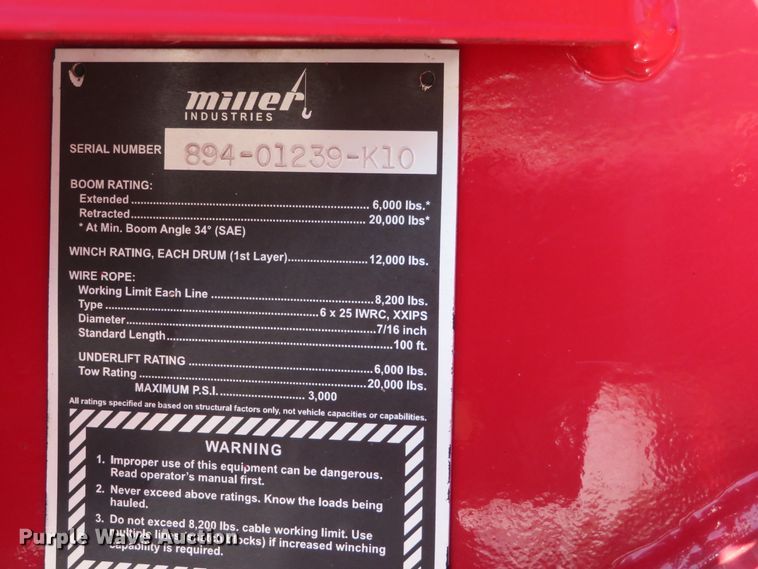 miller
INDUSTRIES
SERIAL NUMBER 894-01239-K10
BOOM RATING:
Extended ........ 6,000 lbs.*
Retracted ........ 20,000 lbs*
* At Min. Boom Angle 34° (SAE)
WINCH RATING, EACH DRUM (1st Layer) ........ 12,000 lbs.
WIRE ROPE:
Working Limit Each Line ........ 8,200 lbs.
Type ........ 6 x 25 IWRC, XXIPS
Diameter ........ 7/16 inch
Standard Length ........ 100 ft.
UNDERLIFT RATING ........ 6,000 lbs.
Tow Rating ........ 20,000 lbs.
MAXIMUM P.S.I. ........ 3,000
All ratings specified are based on structural factors only, not vehicle capacities or capabilities.
WARNING
1. Improper use of this equipment can be dangerous.
Read operator's manual first.
2. Never exceed above ratings. Know the loads being
hauled.
3. Do not exceed 8,200 lbs. cable working limit. Use
multiple lines if increased winching
capability is required.
Purple Wave Auction